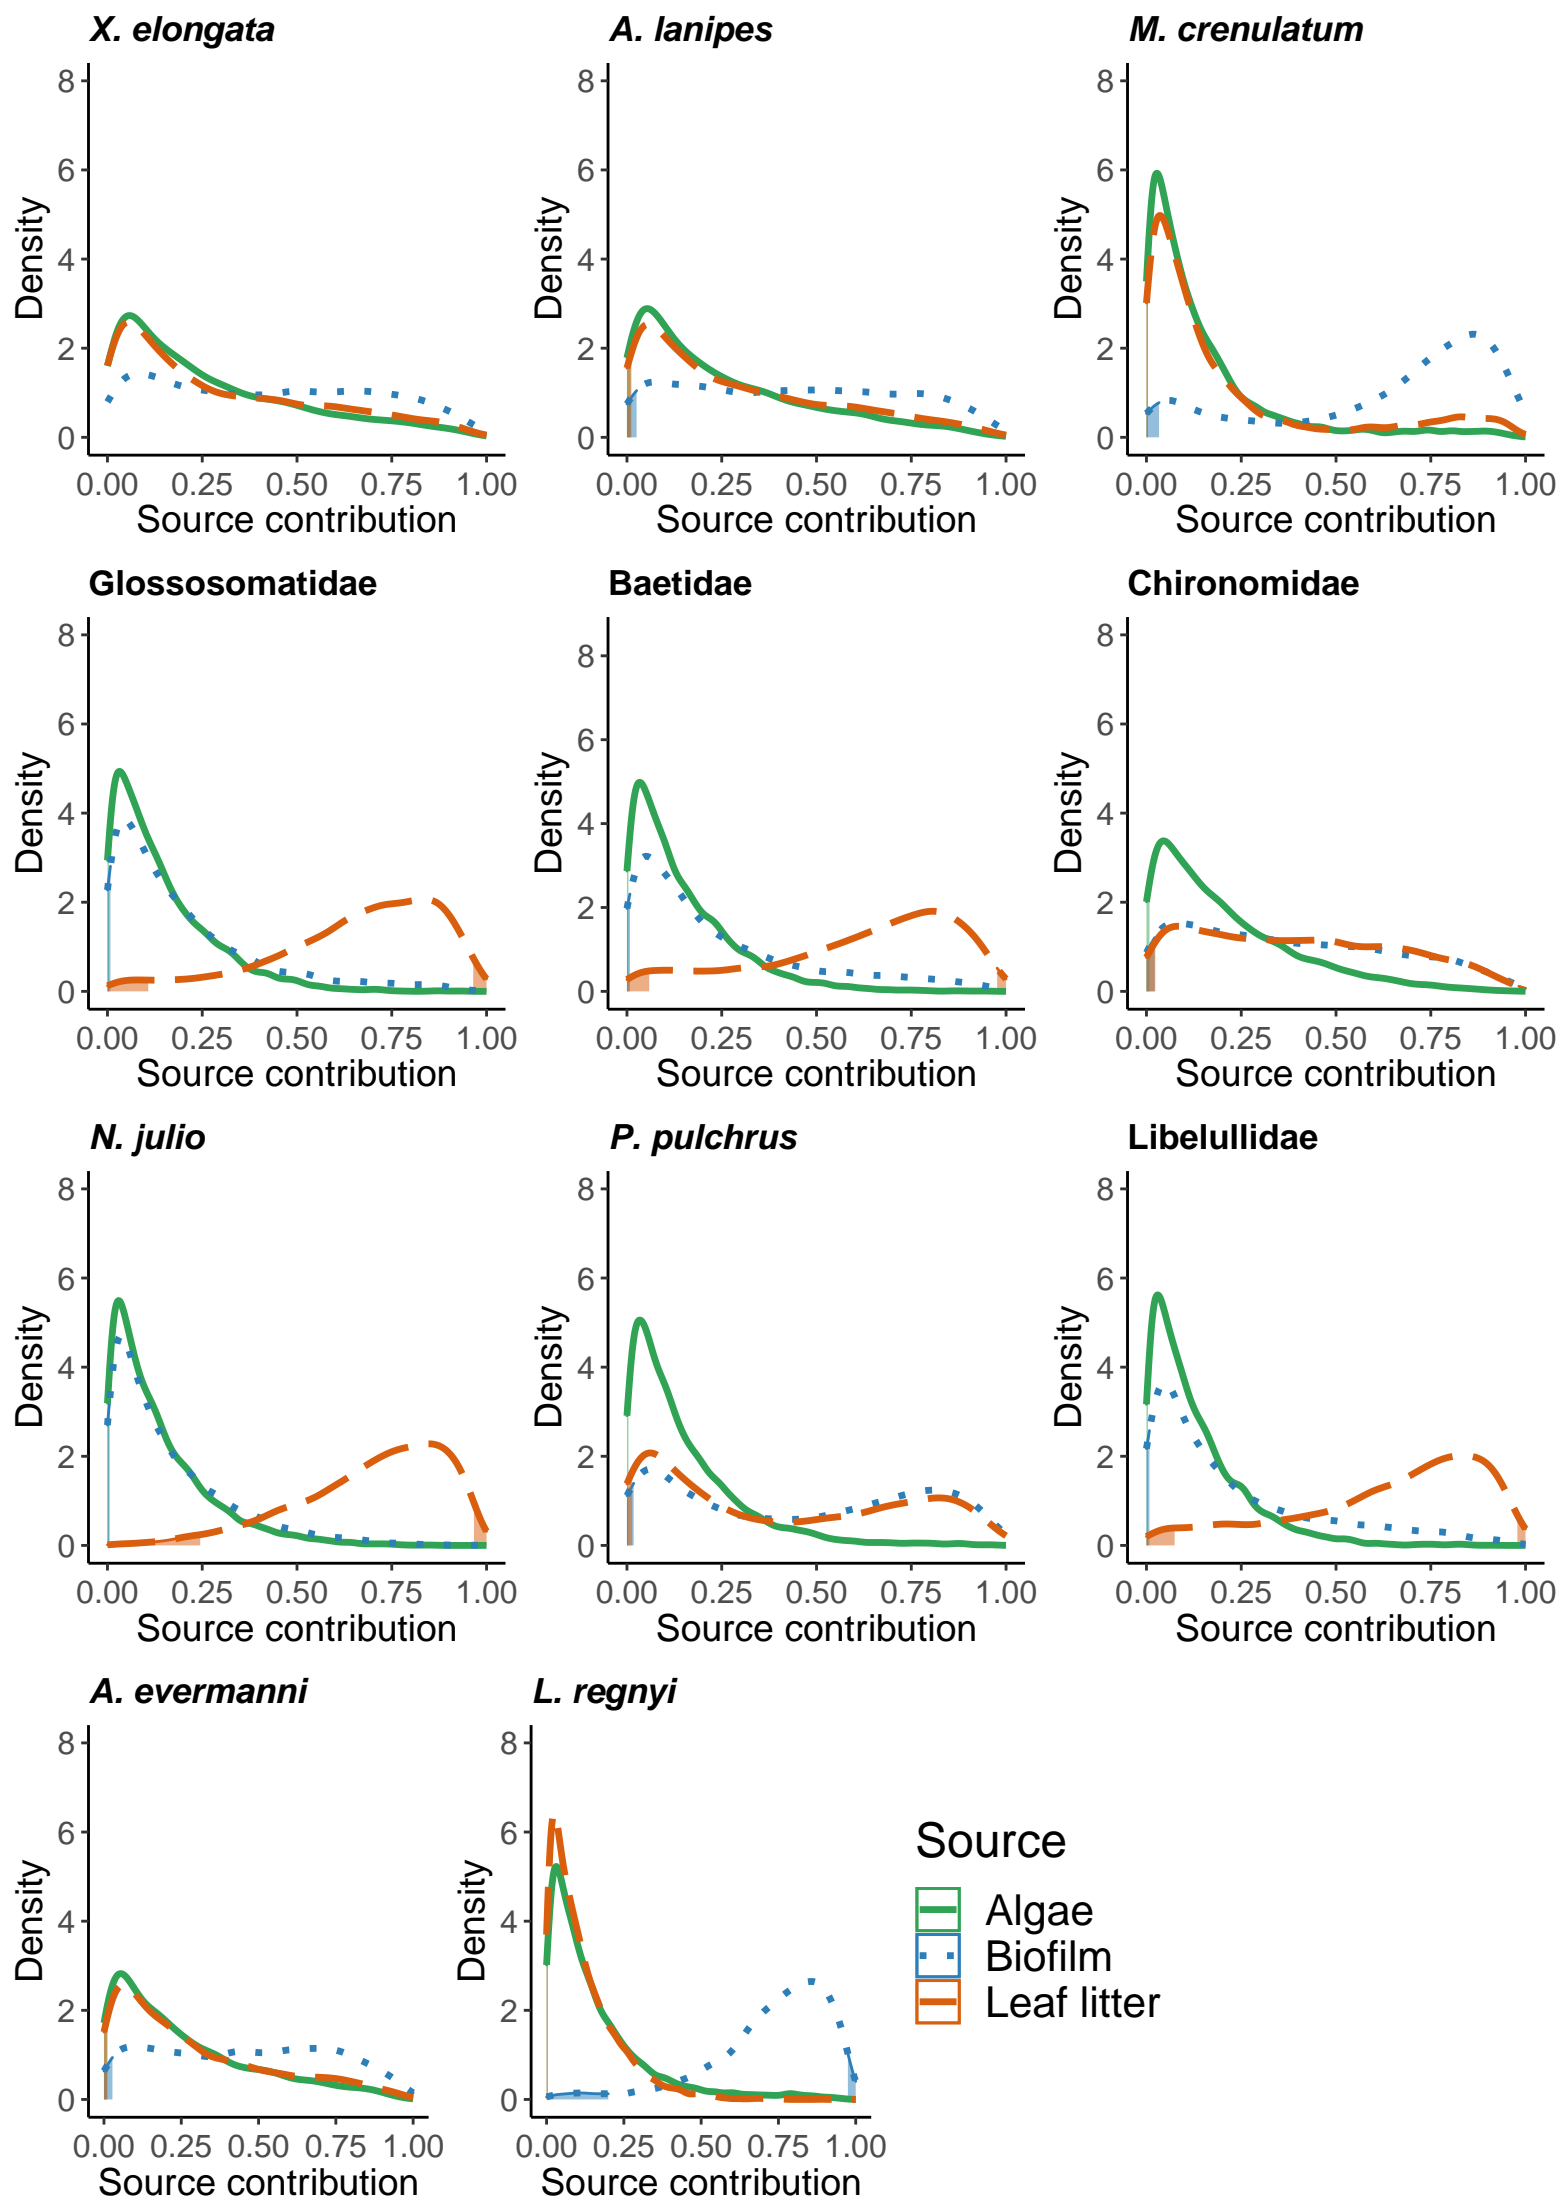 X. elongata
A. lanipes
M. crenulatum
8
6
4
2
0
Density
0.00 0.25 0.50 0.75 1.00
Source contribution
8
6
4
2
0
Density
0.00 0.25 0.50 0.75 1.00
Source contribution
8
6
4
2
0
Density
0.00 0.25 0.50 0.75 1.00
Source contribution
Glossosomatidae
Baetidae
Chironomidae
8
6
4
2
0
Density
0.00 0.25 0.50 0.75 1.00
Source contribution
8
6
4
2
0
Density
0.00 0.25 0.50 0.75 1.00
Source contribution
8
6
4
2
0
Density
0.00 0.25 0.50 0.75 1.00
Source contribution
N. julio
P. pulchrus
Libelullidae
8
6
4
2
0
Density
0.00 0.25 0.50 0.75 1.00
Source contribution
8
6
4
2
0
Density
0.00 0.25 0.50 0.75 1.00
Source contribution
8
6
4
2
0
Density
0.00 0.25 0.50 0.75 1.00
Source contribution
A. evermanni
L. regnyi
8
6
4
2
0
Density
0.00 0.25 0.50 0.75 1.00
Source contribution
8
6
4
2
0
Density
0.00 0.25 0.50 0.75 1.00
Source contribution
Source
Algae
Biofilm
Leaf litter